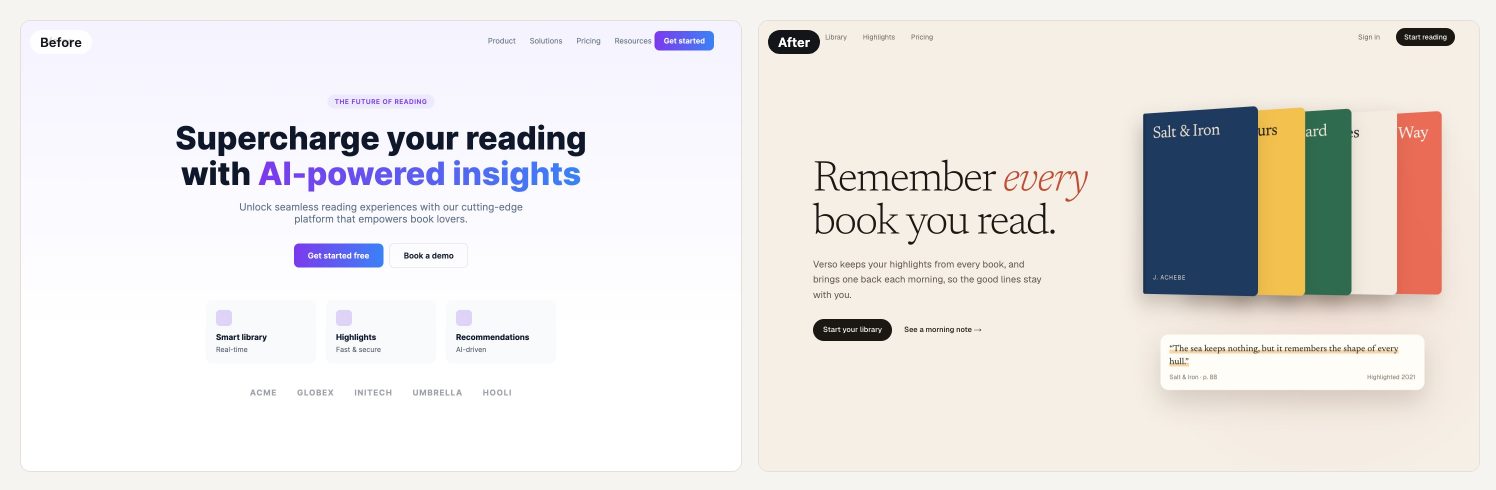 Before
Product Solutions Pricing Resources Get started
THE FUTURE OF READING
Supercharge your reading
with AI-powered insights
Unlock seamless reading experiences with our cutting-edge
platform that empowers book lovers.
Get started free Book a demo
Smart library Highlights Recommendations
Real-time Fast & secure AI-driven
ACME GLOBEX INITECH UMBRELLA HOOLI
After
Library Highlights Pricing Sign in Start reading
Remember every
book you read.
Verso keeps your highlights from every book, and
brings one back each morning, so the good lines stay
with you.
Start your library See a morning note →
Salt & Iron urs ard es Way
J. ACHEBE
“The sea keeps nothing, but it remembers the shape of every
hull.”
Salt & Iron · p. 88 Highlighted 2021